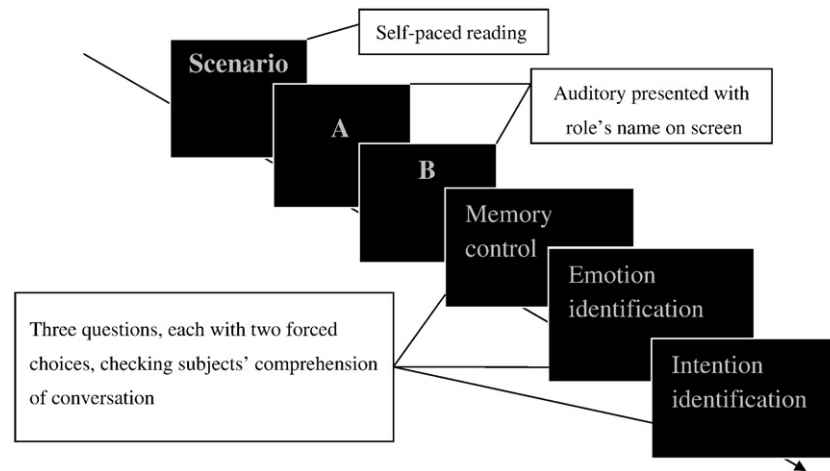 Self-paced reading
Scenario
Auditory presented with
role's name on screen
A
B
Memory
control
Emotion
identification
Three questions, each with two forced
choices, checking subjects' comprehension
of conversation
Intention
identification